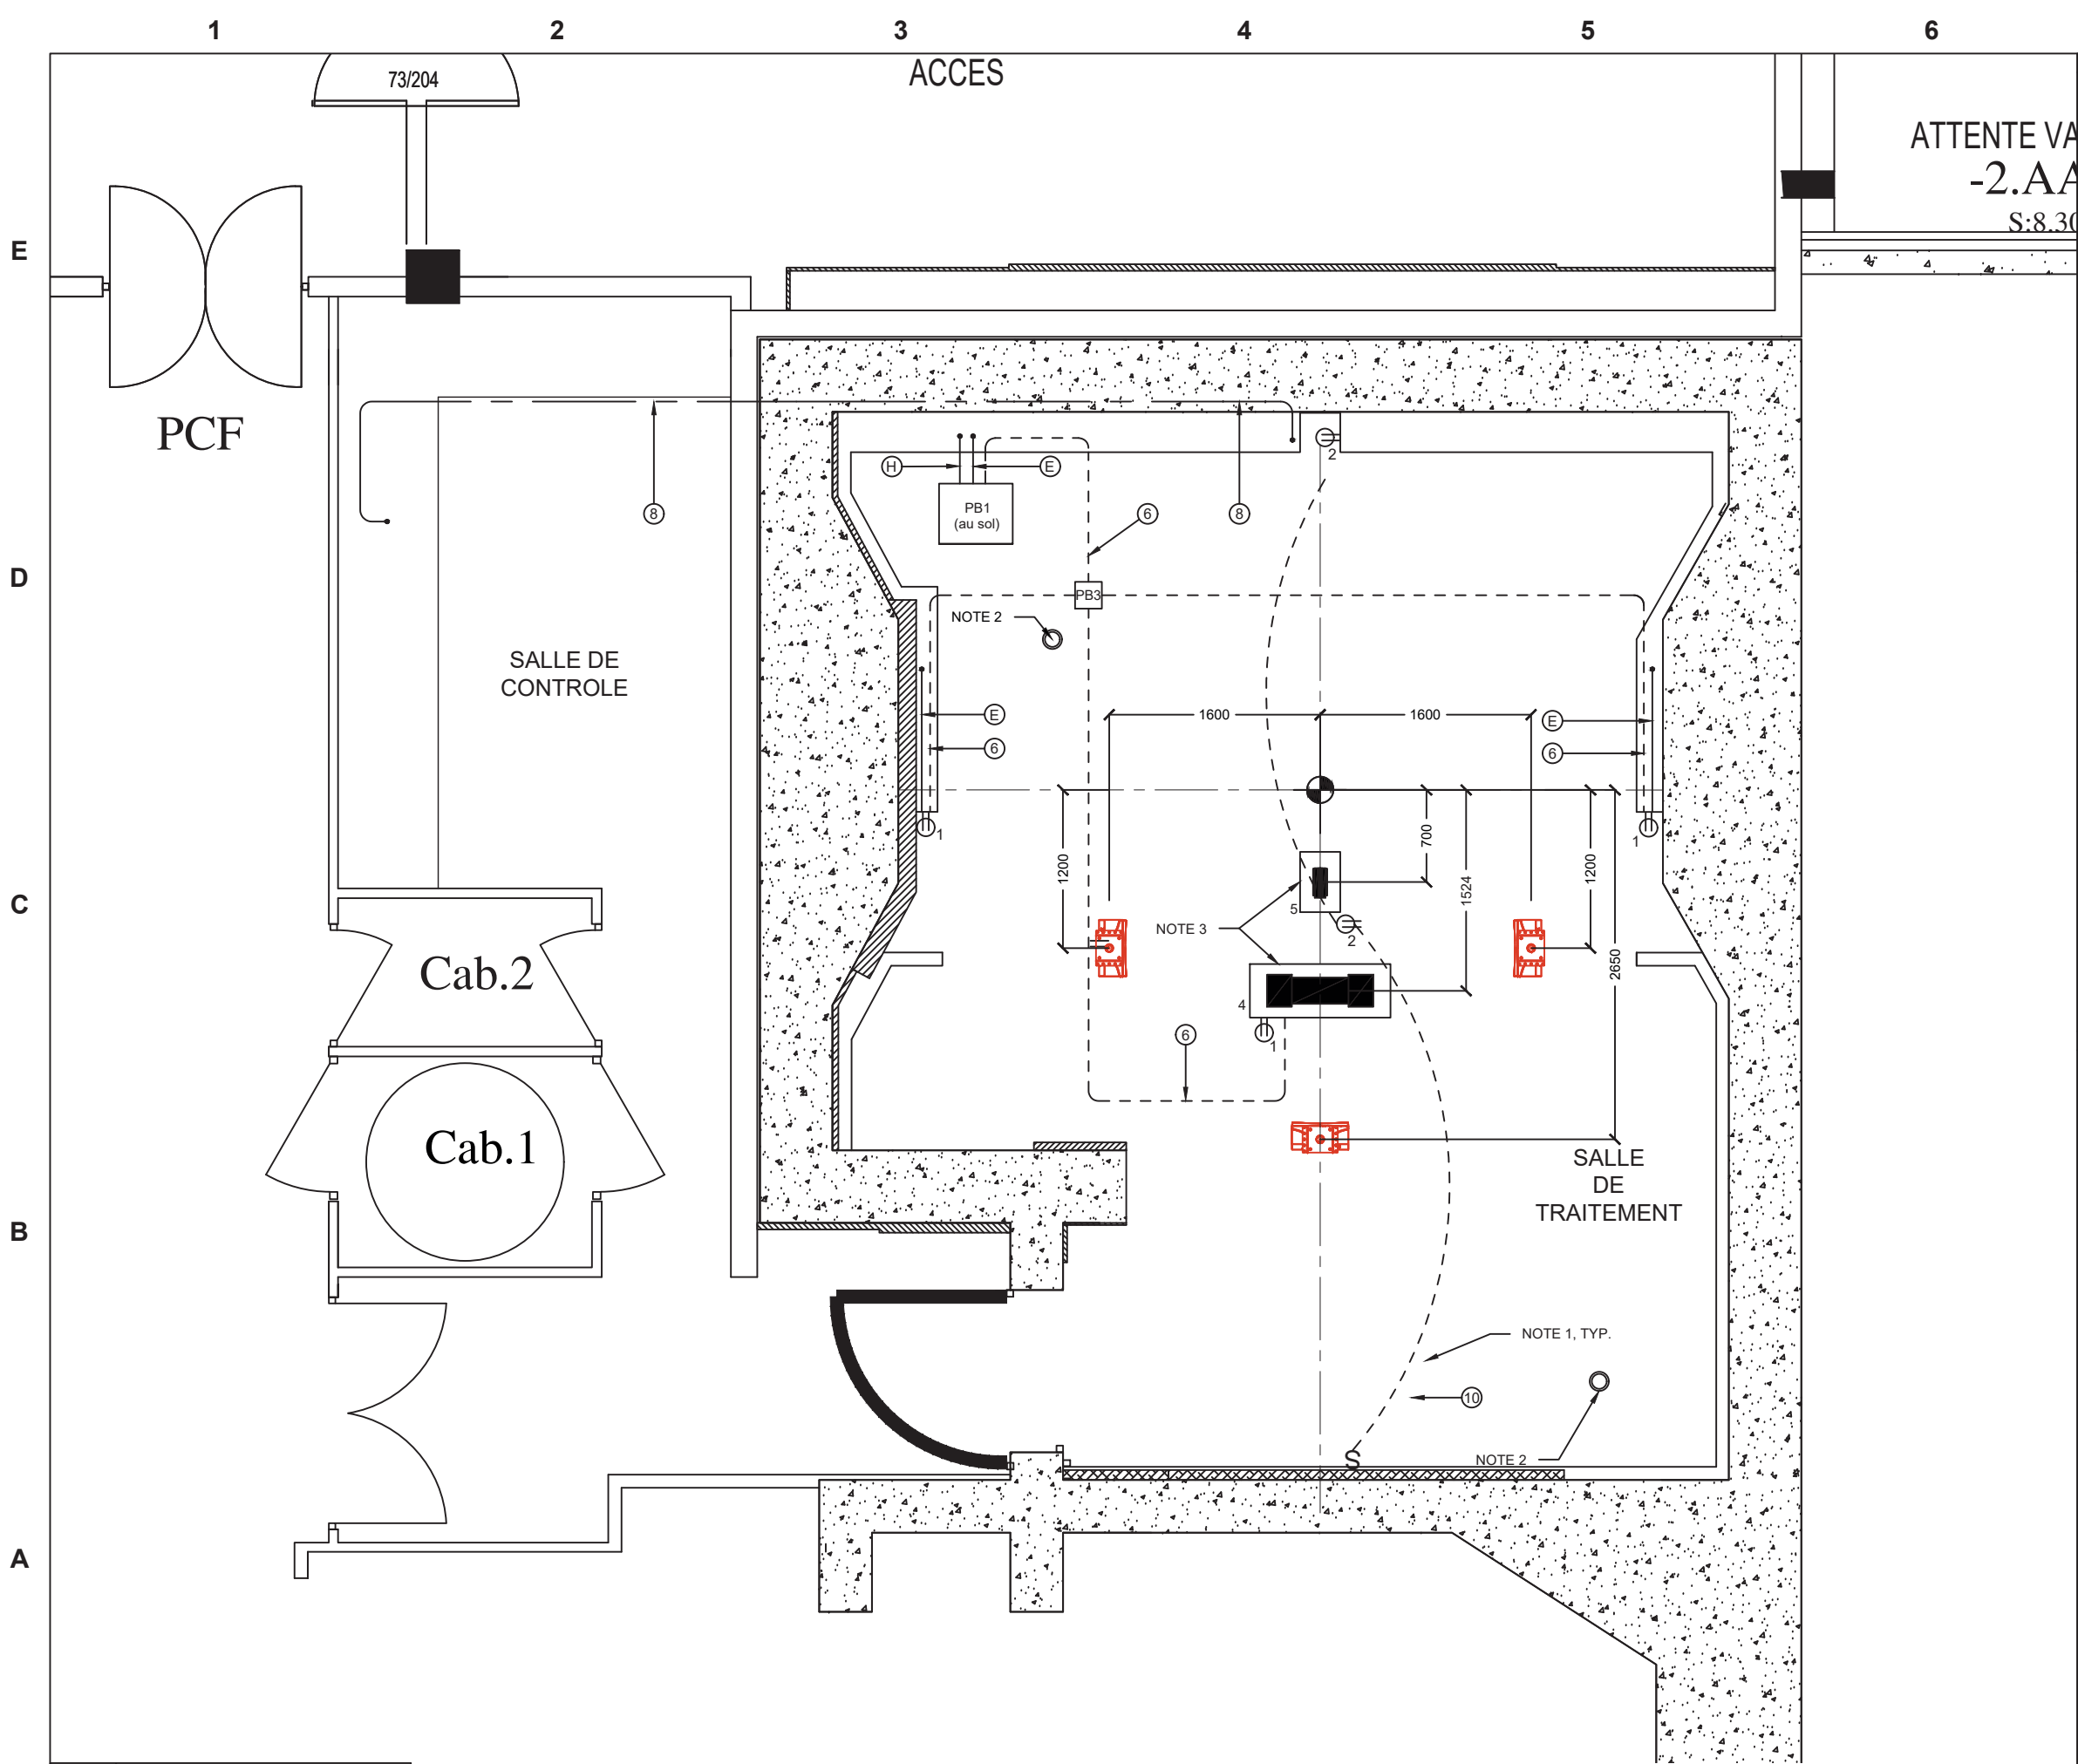 1 2 3 4 5 6
73/204
ACCES
ATTENTE VA
-2.AA
S:8.30
E
PCF
H
E
2
PB1
(au sol)
8
6
8
D
PB3
NOTE 2
SALLE DE
CONTROLE
E
1600
1600
E
6
6
1
1
700
1200
1524
1200
C
5
NOTE 3
2
2650
Cab.2
4
6
1
Cab.1
SALLE
DE
TRAITEMENT
B
NOTE 1, TYP.
10
S
NOTE 2
A